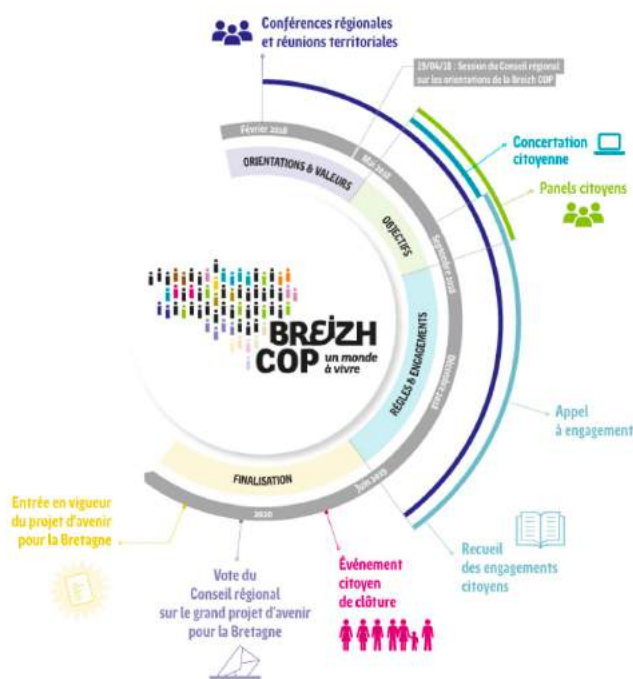 Conférences régionales
et réunions territoriales
19/04/18 : Session du Conseil régional
sur les orientations de la Breizh COP
Février 2018
Mai 2018
ORIENTATIONS & VALEURS
Concertation
citoyenne
Panels citoyens
OBJECTIFS
Septembre 2018
BREIZH
COP
un monde
à vivre
RÈGLES & ENGAGEMENTS
Décembre 2018
Appel
à engagement
FINALISATION
Juin 2019
2020
Entrée en vigueur
du projet d'avenir
pour la Bretagne
Recueil
des engagements
citoyens
Événement
citoyen
de clôture
Vote du
Conseil régional
sur le grand projet d'avenir
pour la Bretagne